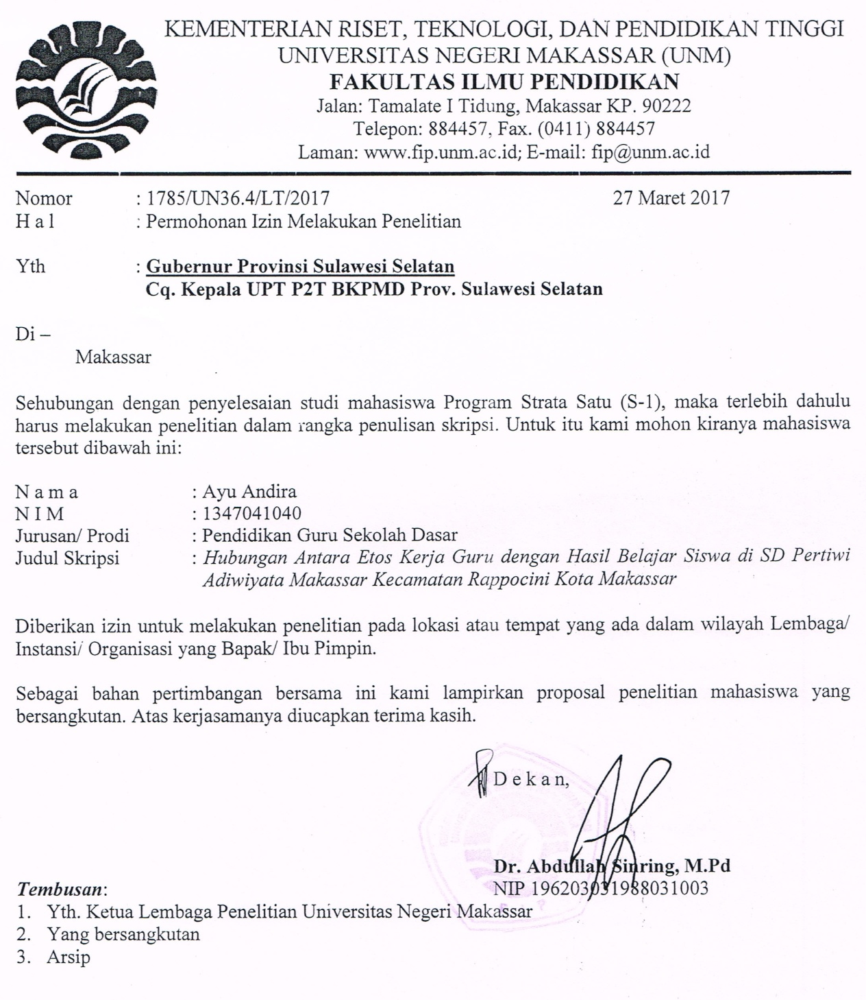 KEMENTERIAN RISET, TEKNOLOGI, DAN PENDIDIKAN TINGGI
UNIVERSITAS NEGERI MAKASSAR (UNM)
FAKULTAS ILMU PENDIDIKAN
Jalan: Tamalate I Tidung, Makassar KP. 90222
Telepon: 884457, Fax. (0411) 884457
Laman: www.fip.unm.ac.id; E-mail: fip@unm.ac.id
Nomor : 1785/UN36.4/LT/2017 27 Maret 2017
H a l : Permohonan Izin Melakukan Penelitian
Yth : Gubernur Provinsi Sulawesi Selatan
Cq. Kepala UPT P2T BKPMD Prov. Sulawesi Selatan
Di –
Makassar
Sehubungan dengan penyelesaian studi mahasiswa Program Strata Satu (S-1), maka terlebih dahulu
harus melakukan penelitian dalam rangka penulisan skripsi. Untuk itu kami mohon kiranya mahasiswa
tersebut dibawah ini:
N a m a : Ayu Andira
N I M : 1347041040
Jurusan/ Prodi : Pendidikan Guru Sekolah Dasar
Judul Skripsi : Hubungan Antara Etos Kerja Guru dengan Hasil Belajar Siswa di SD Pertiwi
Adiwiyata Makassar Kecamatan Rappocini Kota Makassar
Diberikan izin untuk melakukan penelitian pada lokasi atau tempat yang ada dalam wilayah Lembaga/
Instansi/ Organisasi yang Bapak/ Ibu Pimpin.
Sebagai bahan pertimbangan bersama ini kami lampirkan proposal penelitian mahasiswa yang
bersangkutan. Atas kerjasamanya diucapkan terima kasih.
D e k a n,
Dr. Abdullah Sinring, M.Pd
NIP 196203031988031003
Tembusan:
1. Yth. Ketua Lembaga Penelitian Universitas Negeri Makassar
2. Yang bersangkutan
3. Arsip